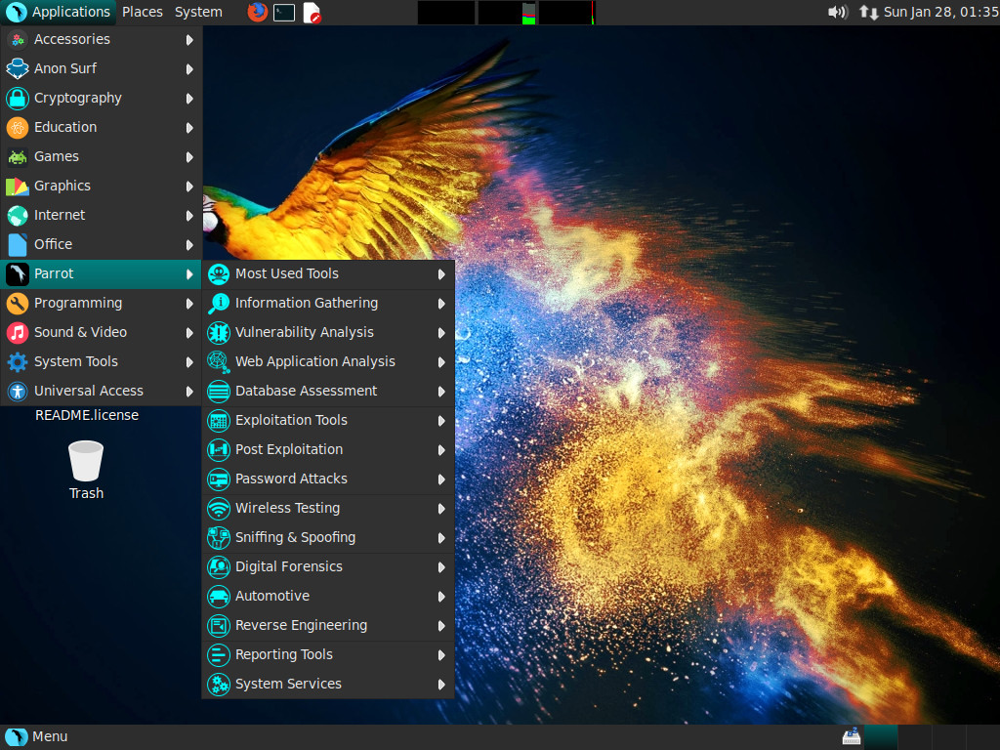 Applications Places System Sun Jan 28, 01:35
Accessories
Anon Surf
Cryptography
Education
Games
Graphics
Internet
Office
Parrot
Programming
Sound & Video
System Tools
Universal Access
Most Used Tools
Information Gathering
Vulnerability Analysis
Web Application Analysis
Database Assessment
Exploitation Tools
Post Exploitation
Password Attacks
Wireless Testing
Sniffing & Spoofing
Digital Forensics
Automotive
Reverse Engineering
Reporting Tools
System Services
README.license
Trash
Menu